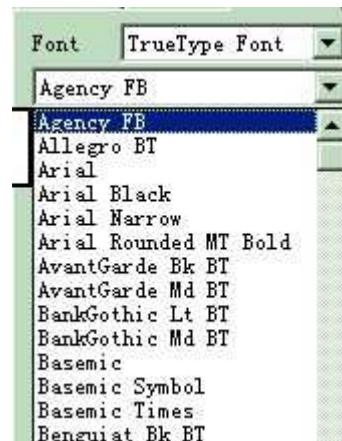 Font TrueType Font
Agency FB
Agency FB
Allegro BT
Arial
Arial Black
Arial Narrow
Arial Rounded MT Bold
AvantGarde Bk BT
AvantGarde Md BT
BankGothic Lt BT
BankGothic Md BT
Basemic
Basemic Symbol
Basemic Times
Benguiat Bk BT